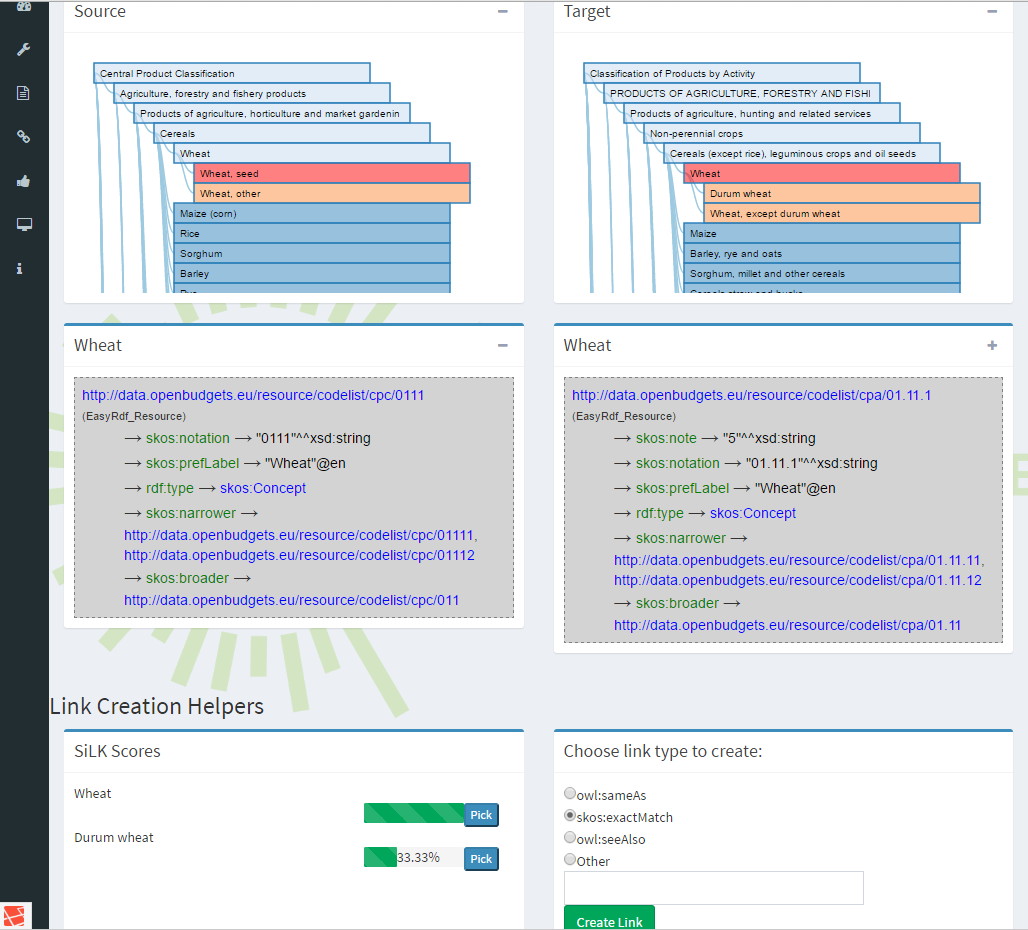 Source
Central Product Classification
Agriculture, forestry and fishery products
Products of agriculture, horticulture and market gardenin
Cereals
Wheat
Wheat, seed
Wheat, other
Maize (corn)
Rice
Sorghum
Barley
Target
Classification of Products by Activity
PRODUCTS OF AGRICULTURE, FORESTRY AND FISHI
Products of agriculture, hunting and related services
Non-perennial crops
Cereals (except rice), leguminous crops and oil seeds
Wheat
Durum wheat
Wheat, except durum wheat
Maize
Barley, rye and oats
Sorghum, millet and other cereals
Wheat
http://data.openbudgets.eu/resource/codelist/cpc/0111
(EasyRdf_Resource)
→ skos:notation → "0111"^^xsd:string
→ skos:prefLabel → "Wheat"@en
→ rdf:type → skos:Concept
→ skos:narrower →
http://data.openbudgets.eu/resource/codelist/cpc/01111,
http://data.openbudgets.eu/resource/codelist/cpc/01112
→ skos:broader →
http://data.openbudgets.eu/resource/codelist/cpc/011
Wheat
http://data.openbudgets.eu/resource/codelist/cpa/01.11.1
(EasyRdf_Resource)
→ skos:note → "5"^^xsd:string
→ skos:notation → "01.11.1"^^xsd:string
→ skos:prefLabel → "Wheat"@en
→ rdf:type → skos:Concept
→ skos:narrower →
http://data.openbudgets.eu/resource/codelist/cpa/01.11.11,
http://data.openbudgets.eu/resource/codelist/cpa/01.11.12
→ skos:broader →
http://data.openbudgets.eu/resource/codelist/cpa/01.11
Link Creation Helpers
SiLK Scores
Wheat
Pick
Durum wheat
33.33% Pick
Choose link type to create:
owl:sameAs
skos:exactMatch
owl:seeAlso
Other
Create Link